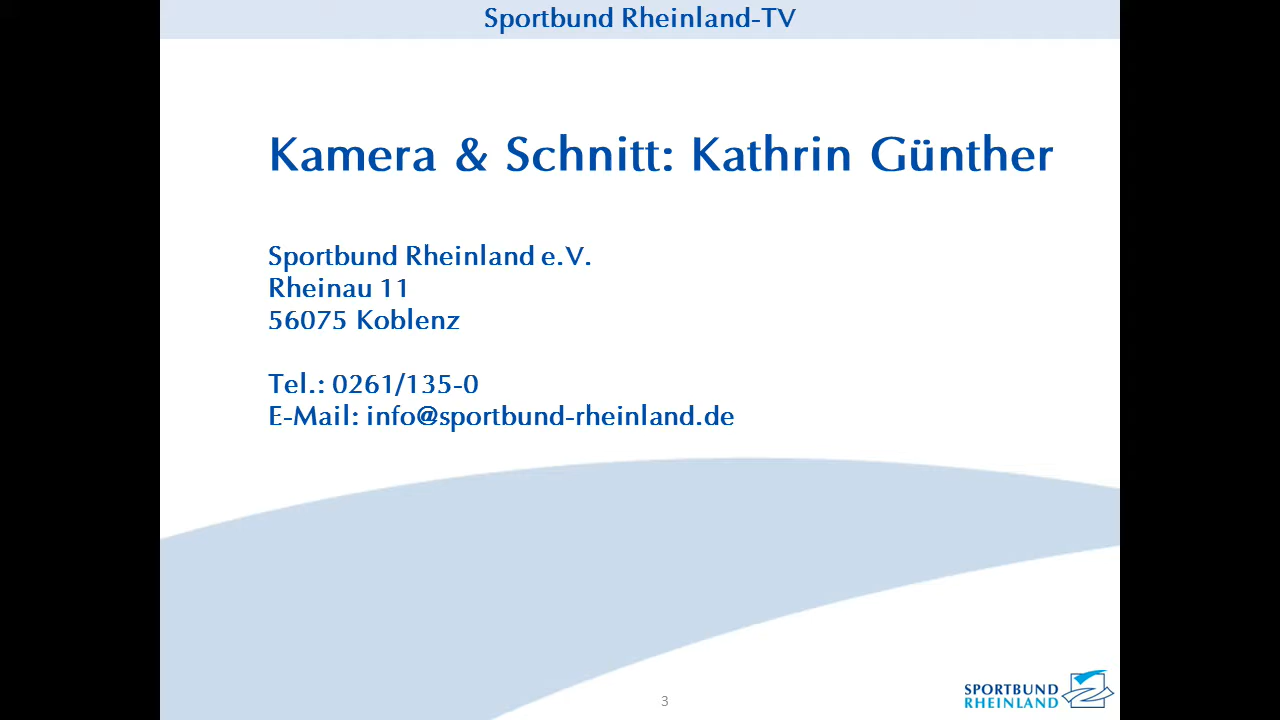 Sportbund Rheinland-TV
Kamera & Schnitt: Kathrin Günther
Sportbund Rheinland e.V.
Rheinau 11
56075 Koblenz
Tel.: 0261/135-0
E-Mail: info@sportbund-rheinland.de
3
SPORTBUND
RHEINLAND